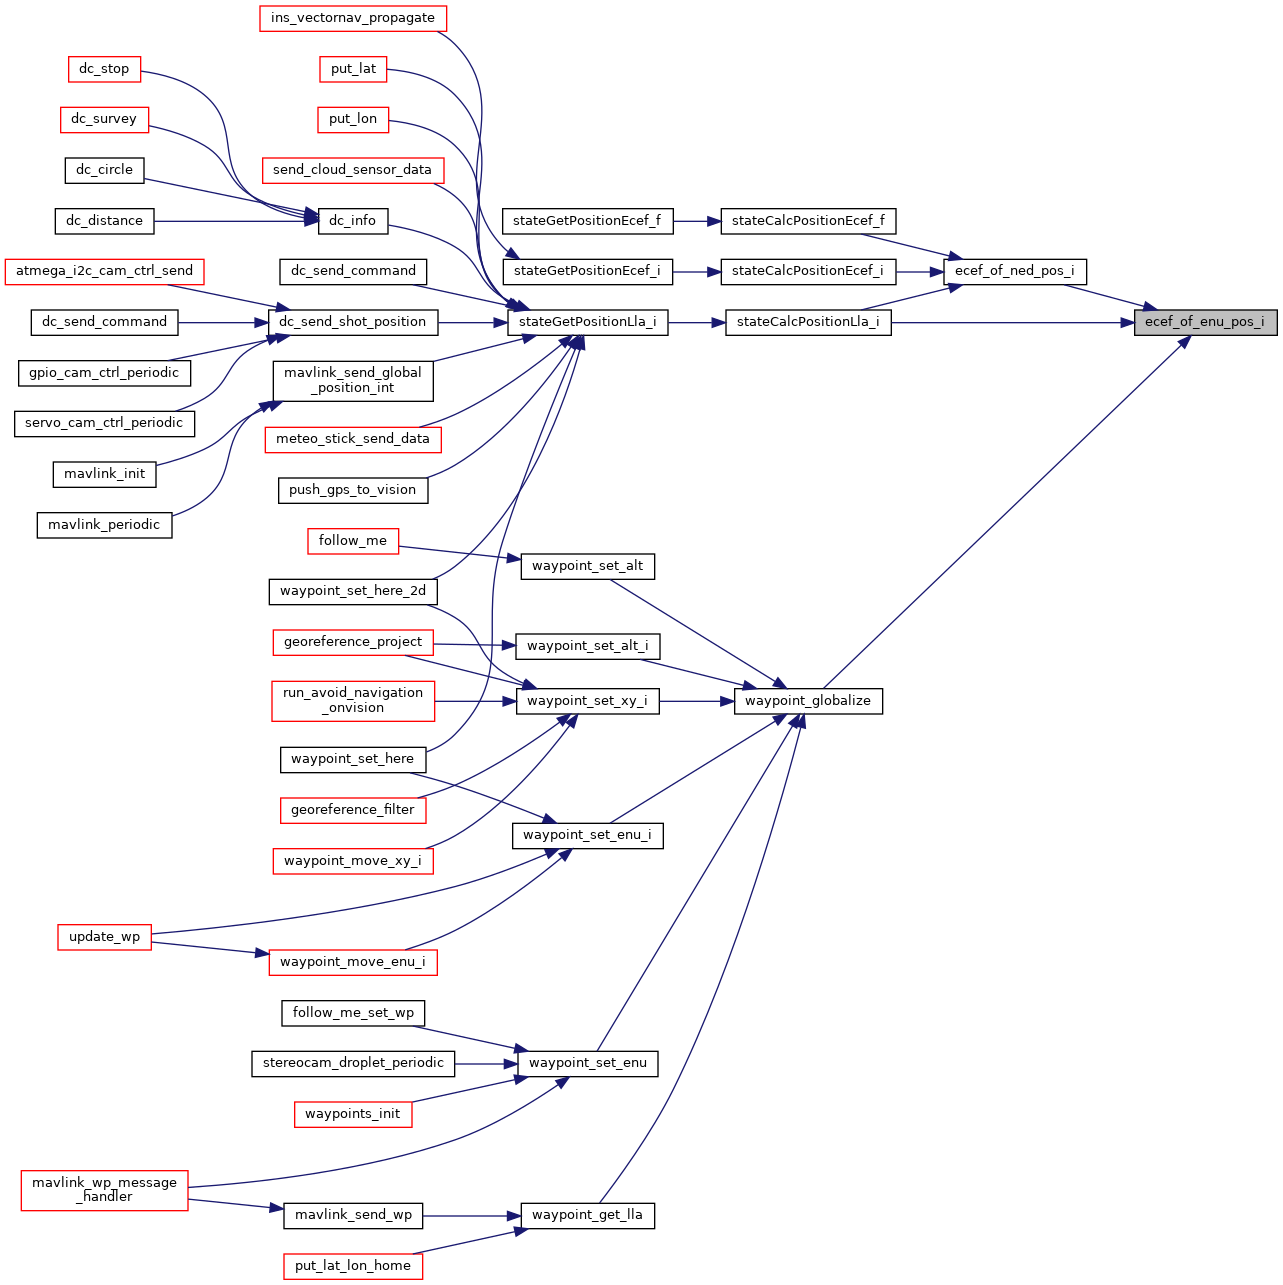 ins_vectornav_propagate
put_lat
dc_stop
put_lon
dc_survey
send_cloud_sensor_data
dc_circle
dc_distance
dc_info
stateGetPositionEcef_f
stateCalcPositionEcef_f
atmega_i2c_cam_ctrl_send
dc_send_command
stateGetPositionEcef_i
stateCalcPositionEcef_i
ecef_of_ned_pos_i
dc_send_command
dc_send_shot_position
stateGetPositionLla_i
stateCalcPositionLla_i
ecef_of_enu_pos_i
gpio_cam_ctrl_periodic
mavlink_send_global
_position_int
servo_cam_ctrl_periodic
meteo_stick_send_data
mavlink_init
push_gps_to_vision
mavlink_periodic
follow_me
waypoint_set_alt
waypoint_set_here_2d
georeference_project
waypoint_set_alt_i
run_avoid_navigation
_onvision
waypoint_set_xy_i
waypoint_globalize
waypoint_set_here
georeference_filter
waypoint_set_enu_i
waypoint_move_xy_i
update_wp
waypoint_move_enu_i
follow_me_set_wp
stereocam_droplet_periodic
waypoint_set_enu
waypoints_init
mavlink_wp_message
_handler
mavlink_send_wp
waypoint_get_lla
put_lat_lon_home